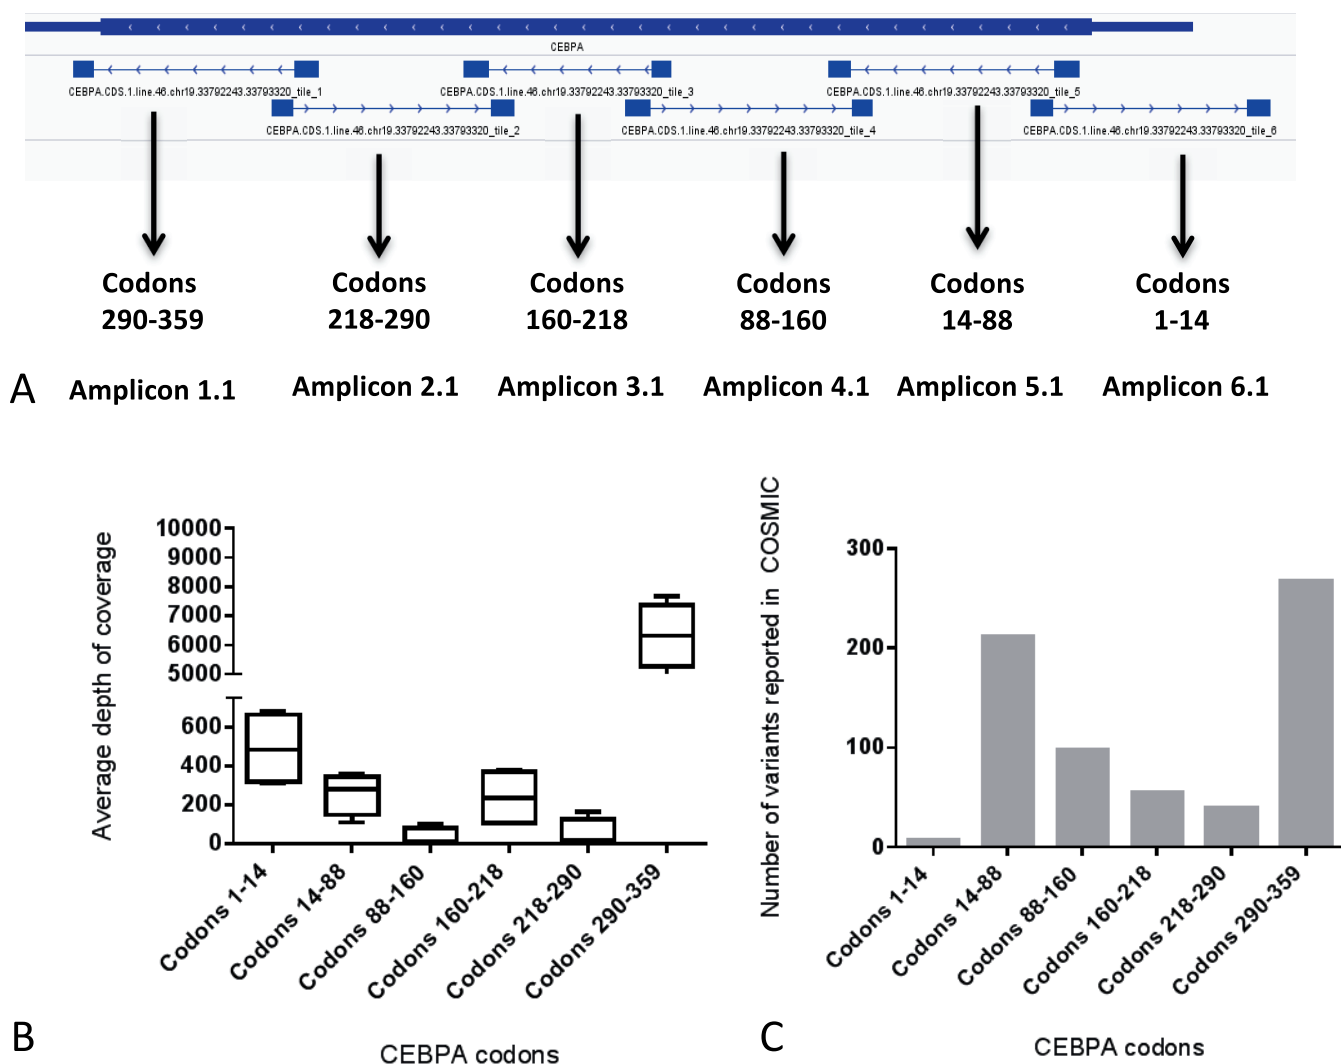 CEBPA
CEBPA.CDS.1.line.46.chr19.33792243.33793320_tile_1
CEBPA.CDS.1.line.46.chr19.33792243.33793320_tile_3
CEBPA.CDS.1.line.46.chr19.33792243.33793320_tile_5
CEBPA.CDS.1.line.46.chr19.33792243.33793320_tile_2
CEBPA.CDS.1.line.46.chr19.33792243.33793320_tile_4
CEBPA.CDS.1.line.46.chr19.33792243.33793320_tile_6
Codons
290-359
Codons
218-290
Codons
160-218
Codons
88-160
Codons
14-88
Codons
1-14
A
Amplicon 1.1
Amplicon 2.1
Amplicon 3.1
Amplicon 4.1
Amplicon 5.1
Amplicon 6.1
Average depth of coverage
10000
9000
8000
7000
6000
5000
600
400
200
0
Codons 1-14
Codons 14-88
Codons 88-160
Codons 160-218
Codons 218-290
Codons 290-359
CEBPA codons
B
Number of variants reported in COSMIC
300
200
100
0
Codons 1-14
Codons 14-88
Codons 88-160
Codons 160-218
Codons 218-290
Codons 290-359
CEBPA codons
C